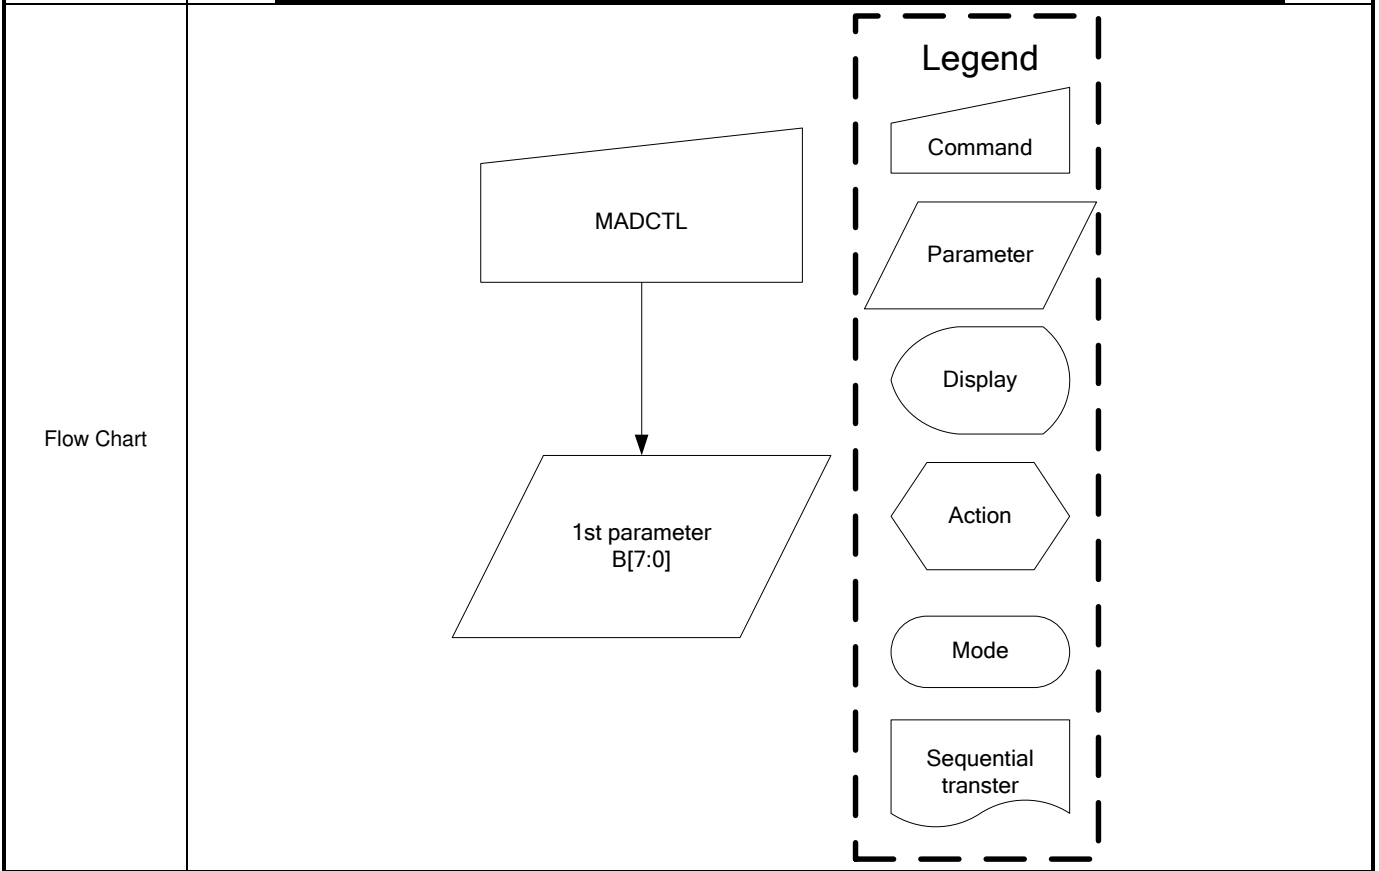 Flow Chart
MADCTL
1st parameter
B[7:0]
Legend
Command
Parameter
Display
Action
Mode
Sequential
transter